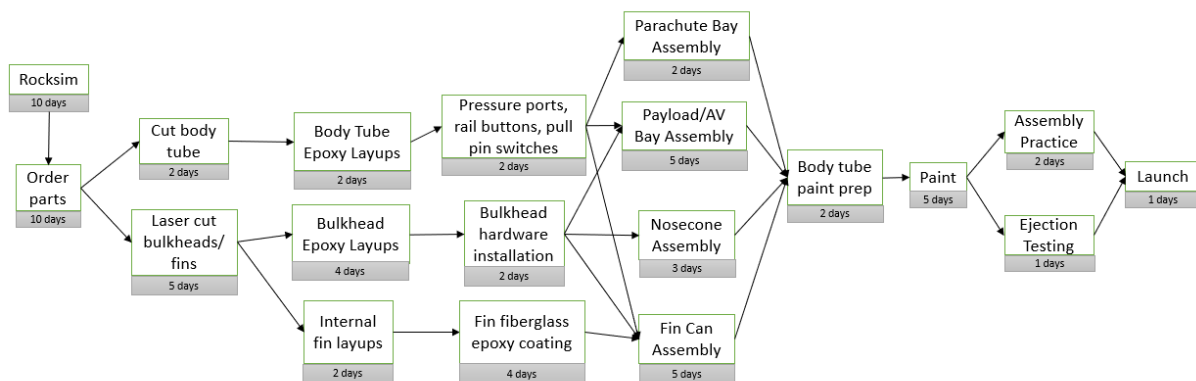 Rocksim
10 days
Order
parts
10 days
Cut body
tube
2 days
Laser cut
bulkheads/
fins
5 days
Body Tube
Epoxy Layups
2 days
Bulkhead
Epoxy Layups
4 days
Internal
fin layups
2 days
Pressure ports,
rail buttons, pull
pin switches
2 days
Bulkhead
hardware
installation
2 days
Fin fiberglass
epoxy coating
4 days
Parachute Bay
Assembly
2 days
Payload/AV
Bay Assembly
5 days
Nosecone
Assembly
3 days
Fin Can
Assembly
5 days
Body tube
paint prep
2 days
Paint
5 days
Assembly
Practice
2 days
Ejection
Testing
1 days
Launch
1 days